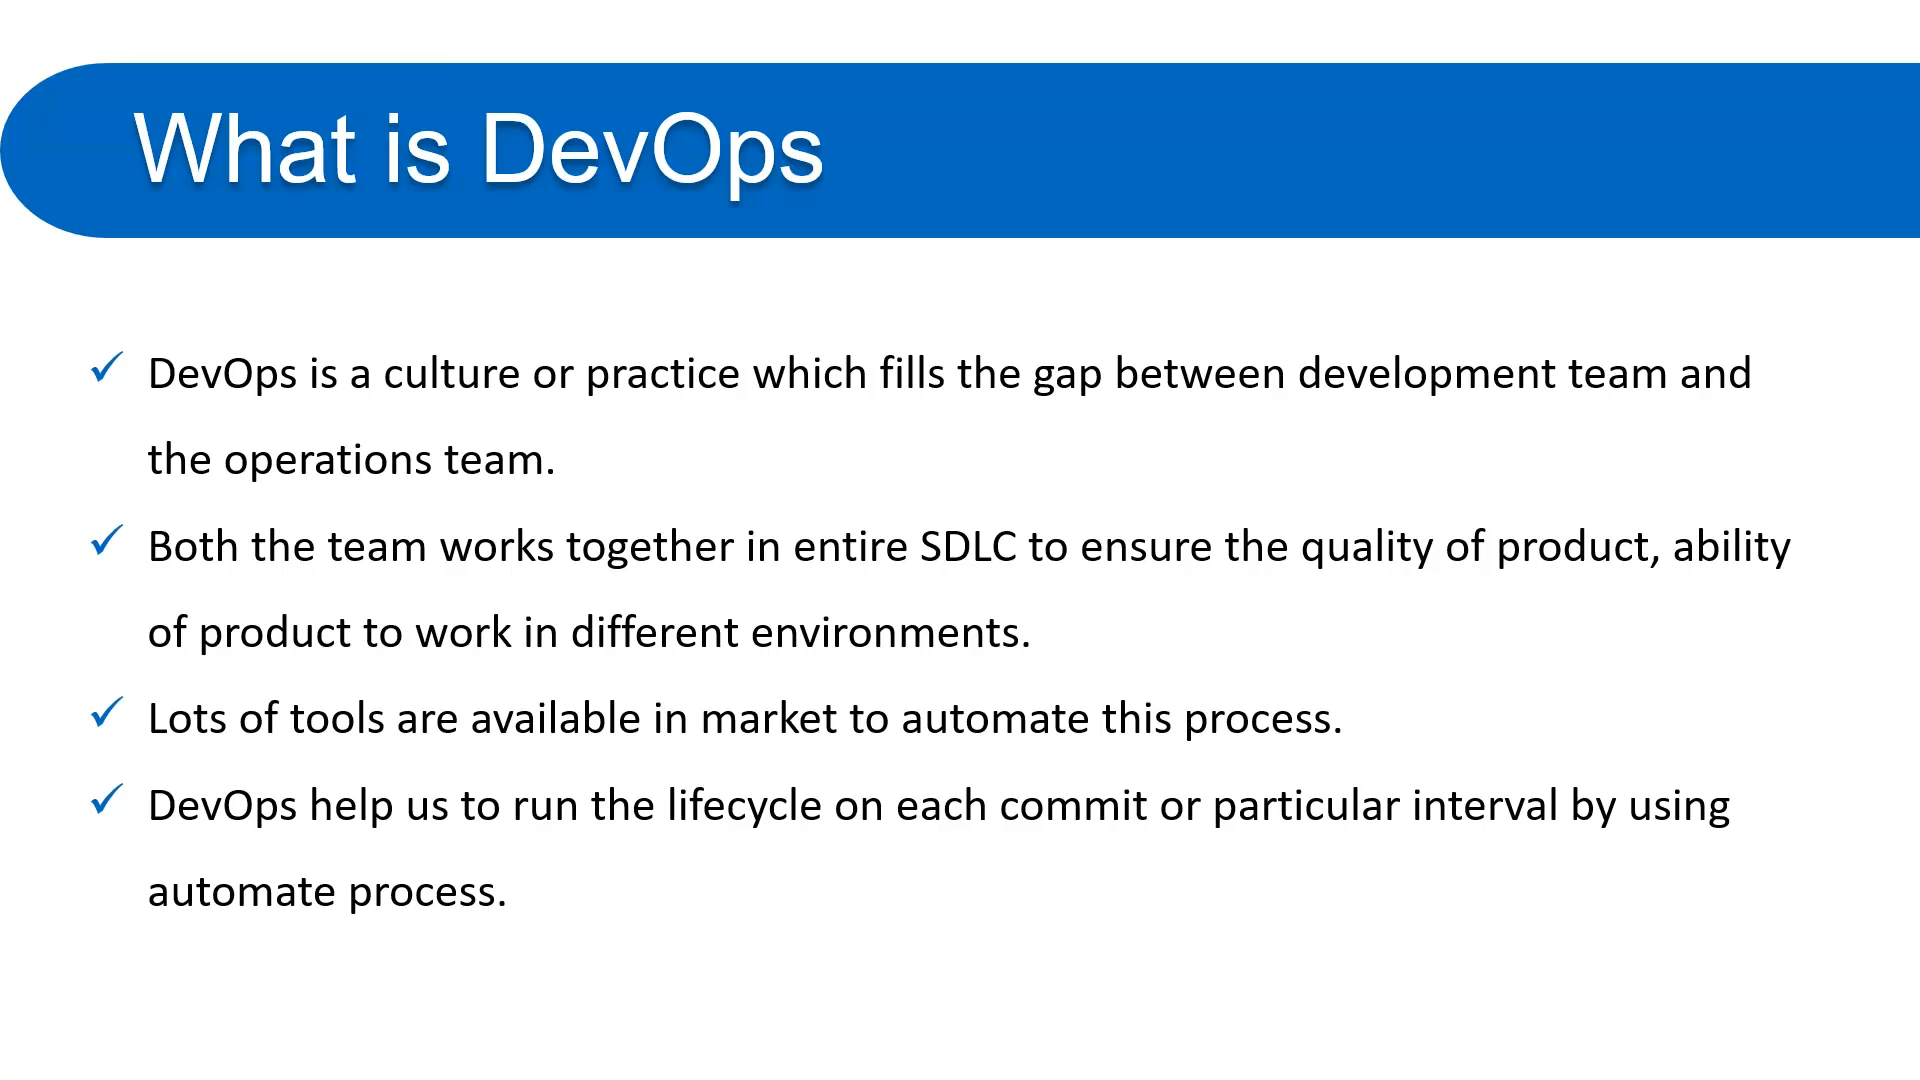 What is DevOps
DevOps is a culture or practice which fills the gap between development team and
the operations team.
Both the team works together in entire SDLC to ensure the quality of product, ability
of product to work in different environments.
Lots of tools are available in market to automate this process.
DevOps help us to run the lifecycle on each commit or particular interval by using
automate process.